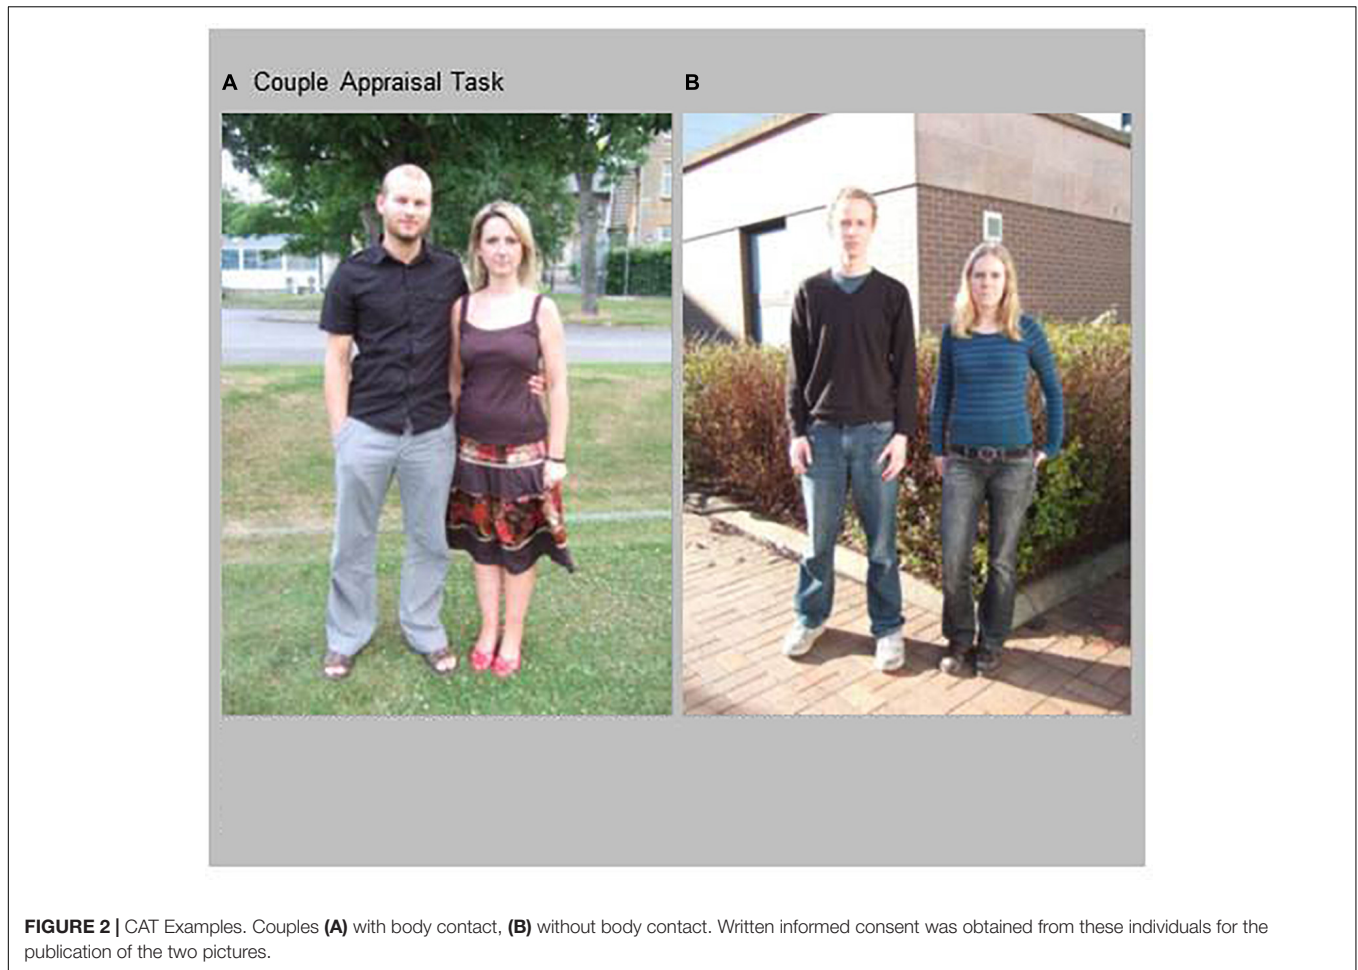 A Couple Appraisal Task
B
FIGURE 2 | CAT Examples. Couples (A) with body contact, (B) without body contact. Written informed consent was obtained from these individuals for the
publication of the two pictures.